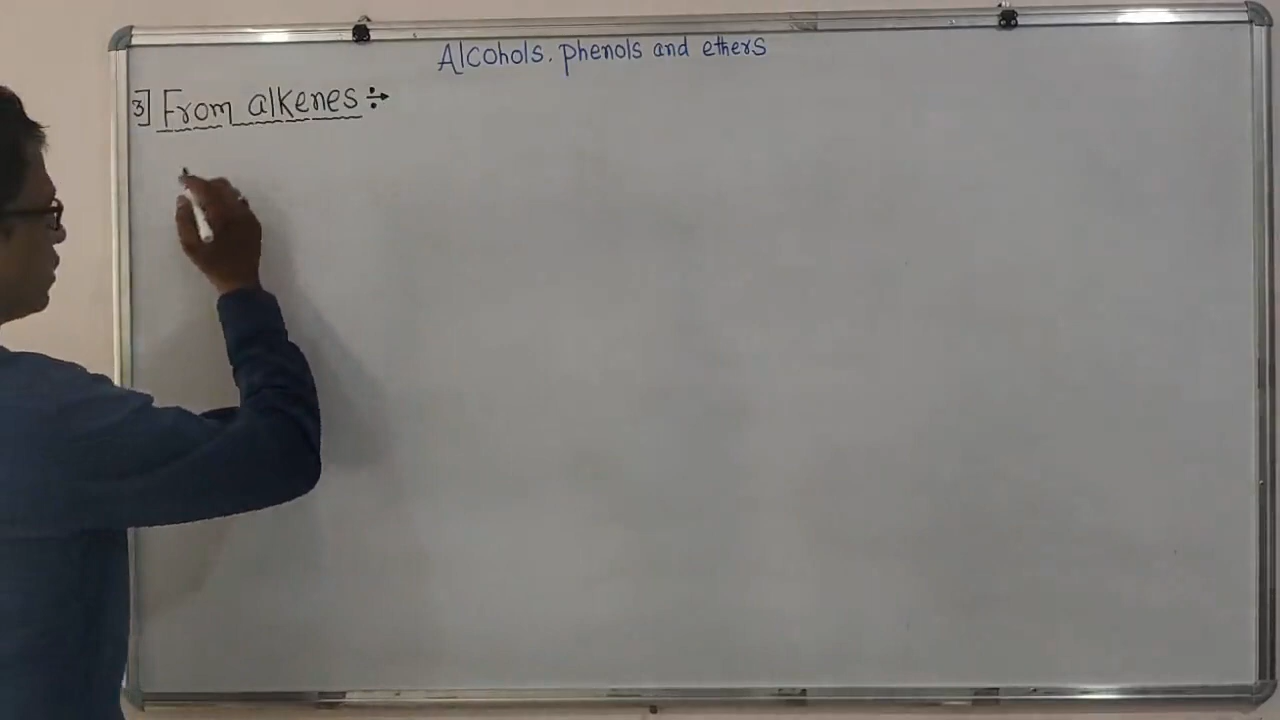 Alcohols. phenols and ethers
3] From alkenes ÷→